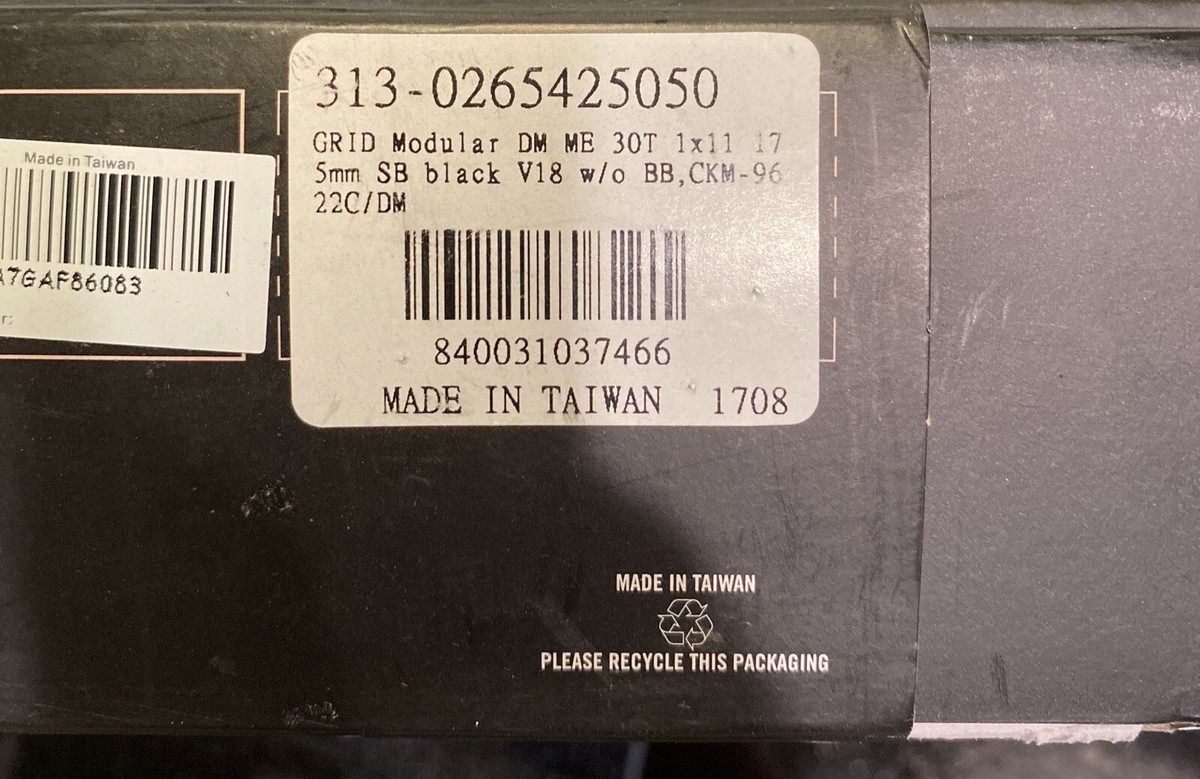 Made in Taiwan
A7GAF86083
r:
313-0265425050
GRID Modular DM ME 30T 1x11 17
5mm SB black V18 w/o BB,CKM-96
22C/DM
840031037466
MADE IN TAIWAN 1708
MADE IN TAIWAN
PLEASE RECYCLE THIS PACKAGING